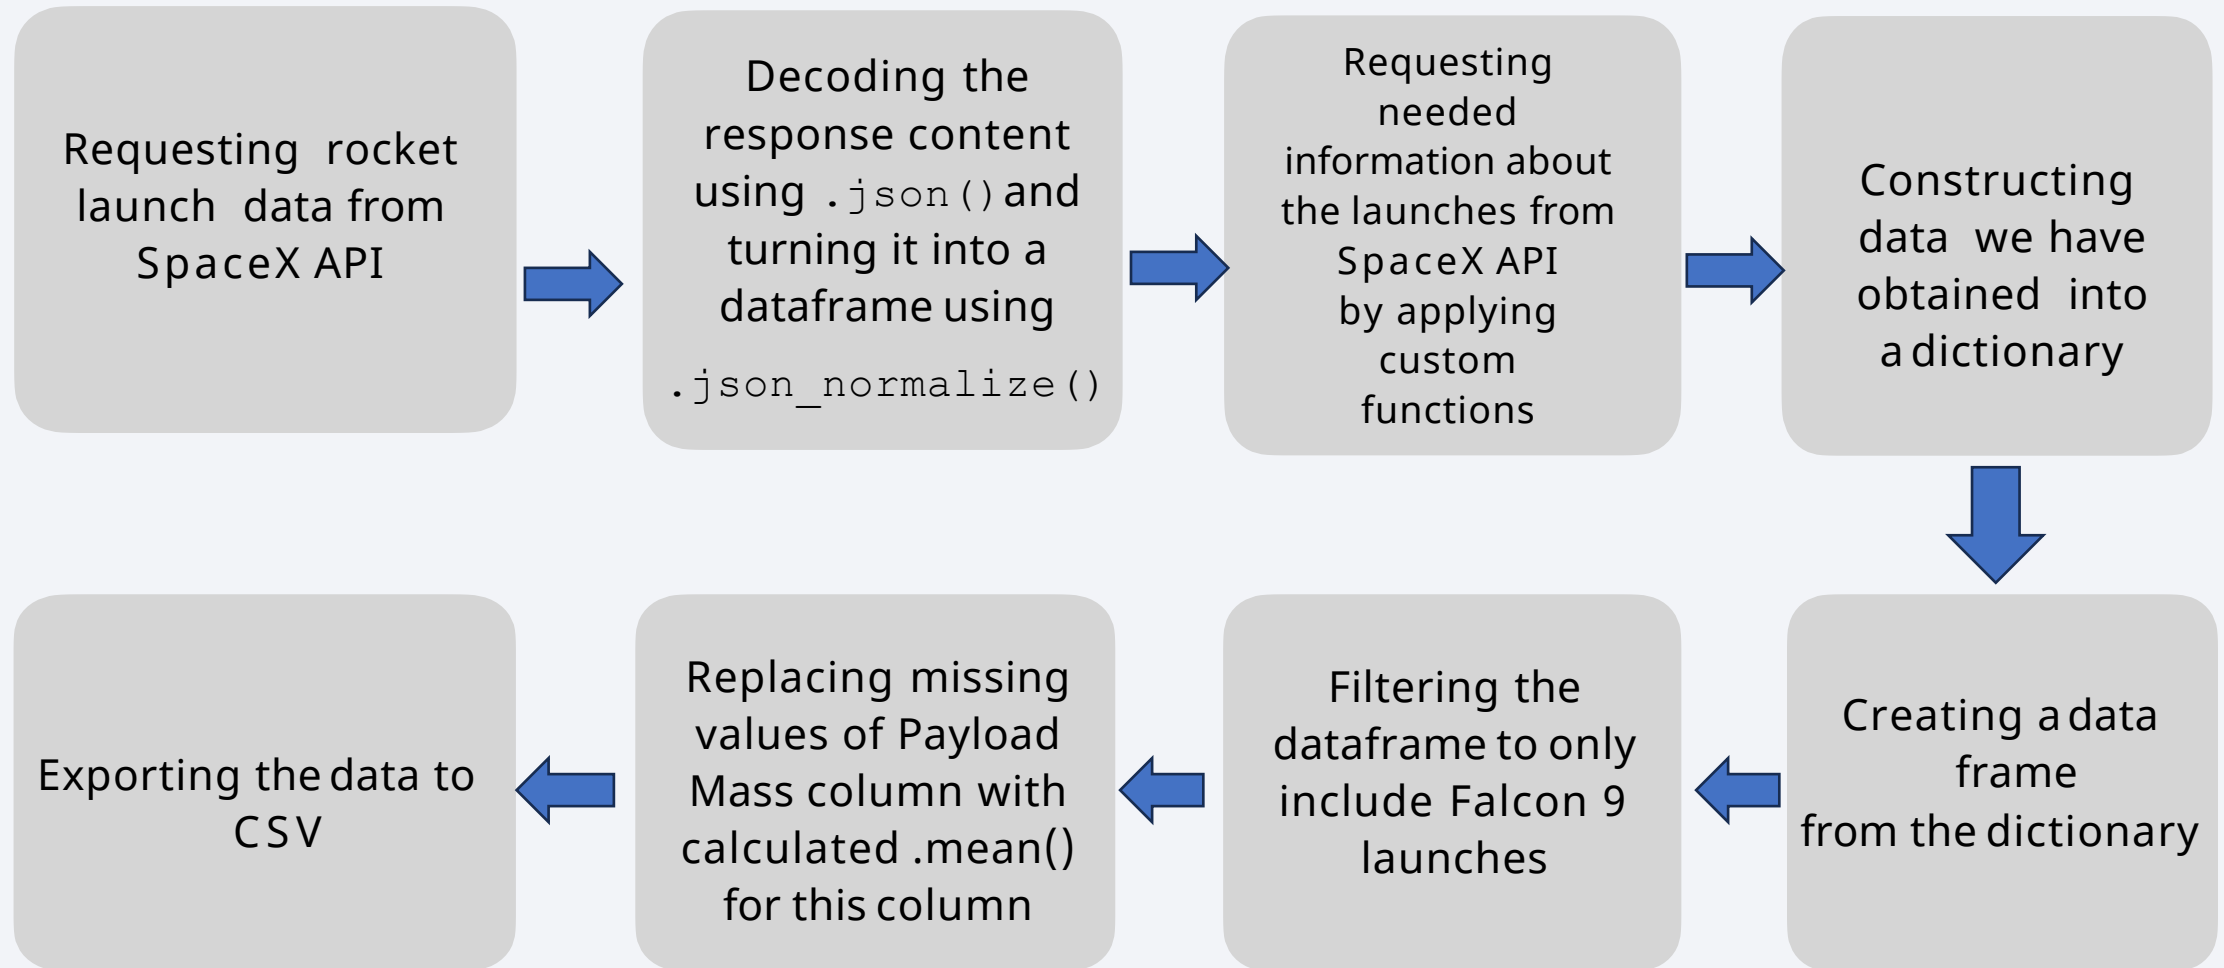 Requesting rocket
launch data from
SpaceX API
Decoding the
response content
using .json() and
turning it into a
dataframe using
.json_normalize()
Requesting
needed
information about
the launches from
SpaceX API
by applying
custom
functions
Constructing
data we have
obtained into
a dictionary
Creating a data
frame
from the dictionary
Filtering the
dataframe to only
include Falcon 9
launches
Replacing missing
values of Payload
Mass column with
calculated .mean()
for this column
Exporting the data to
CSV